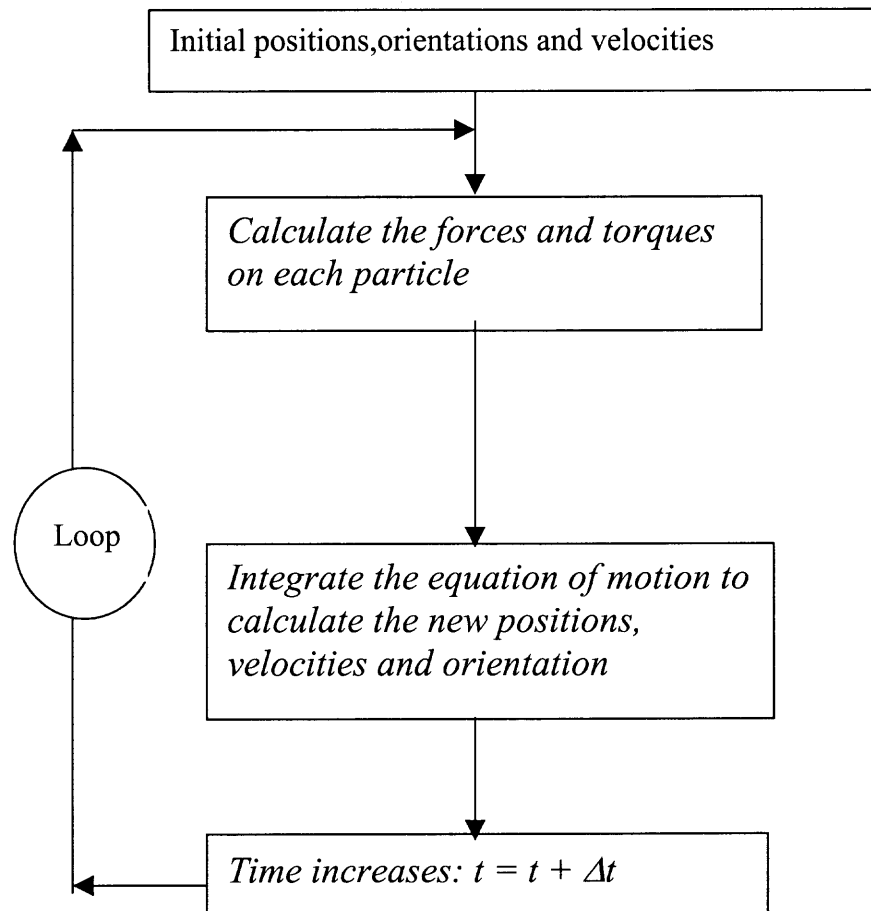 Initial positions,orientations and velocities
Calculate the forces and torques
on each particle
Loop
Integrate the equation of motion to
calculate the new positions,
velocities and orientation
Time increases: t = t + Δt